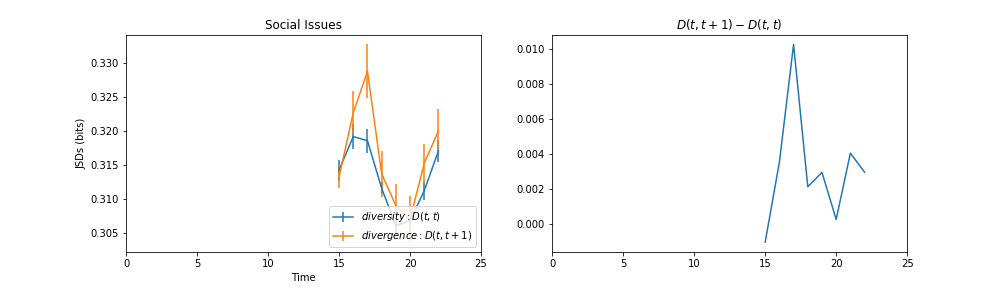 Social Issues
JSDs (bits)
0.330
0.325
0.320
0.315
0.310
0.305
0 5 10 15 20 25
Time
diversity: D(t, t)
divergence: D(t, t + 1)
D(t, t + 1) − D(t, t)
0.010
0.008
0.006
0.004
0.002
0.000
0 5 10 15 20 25